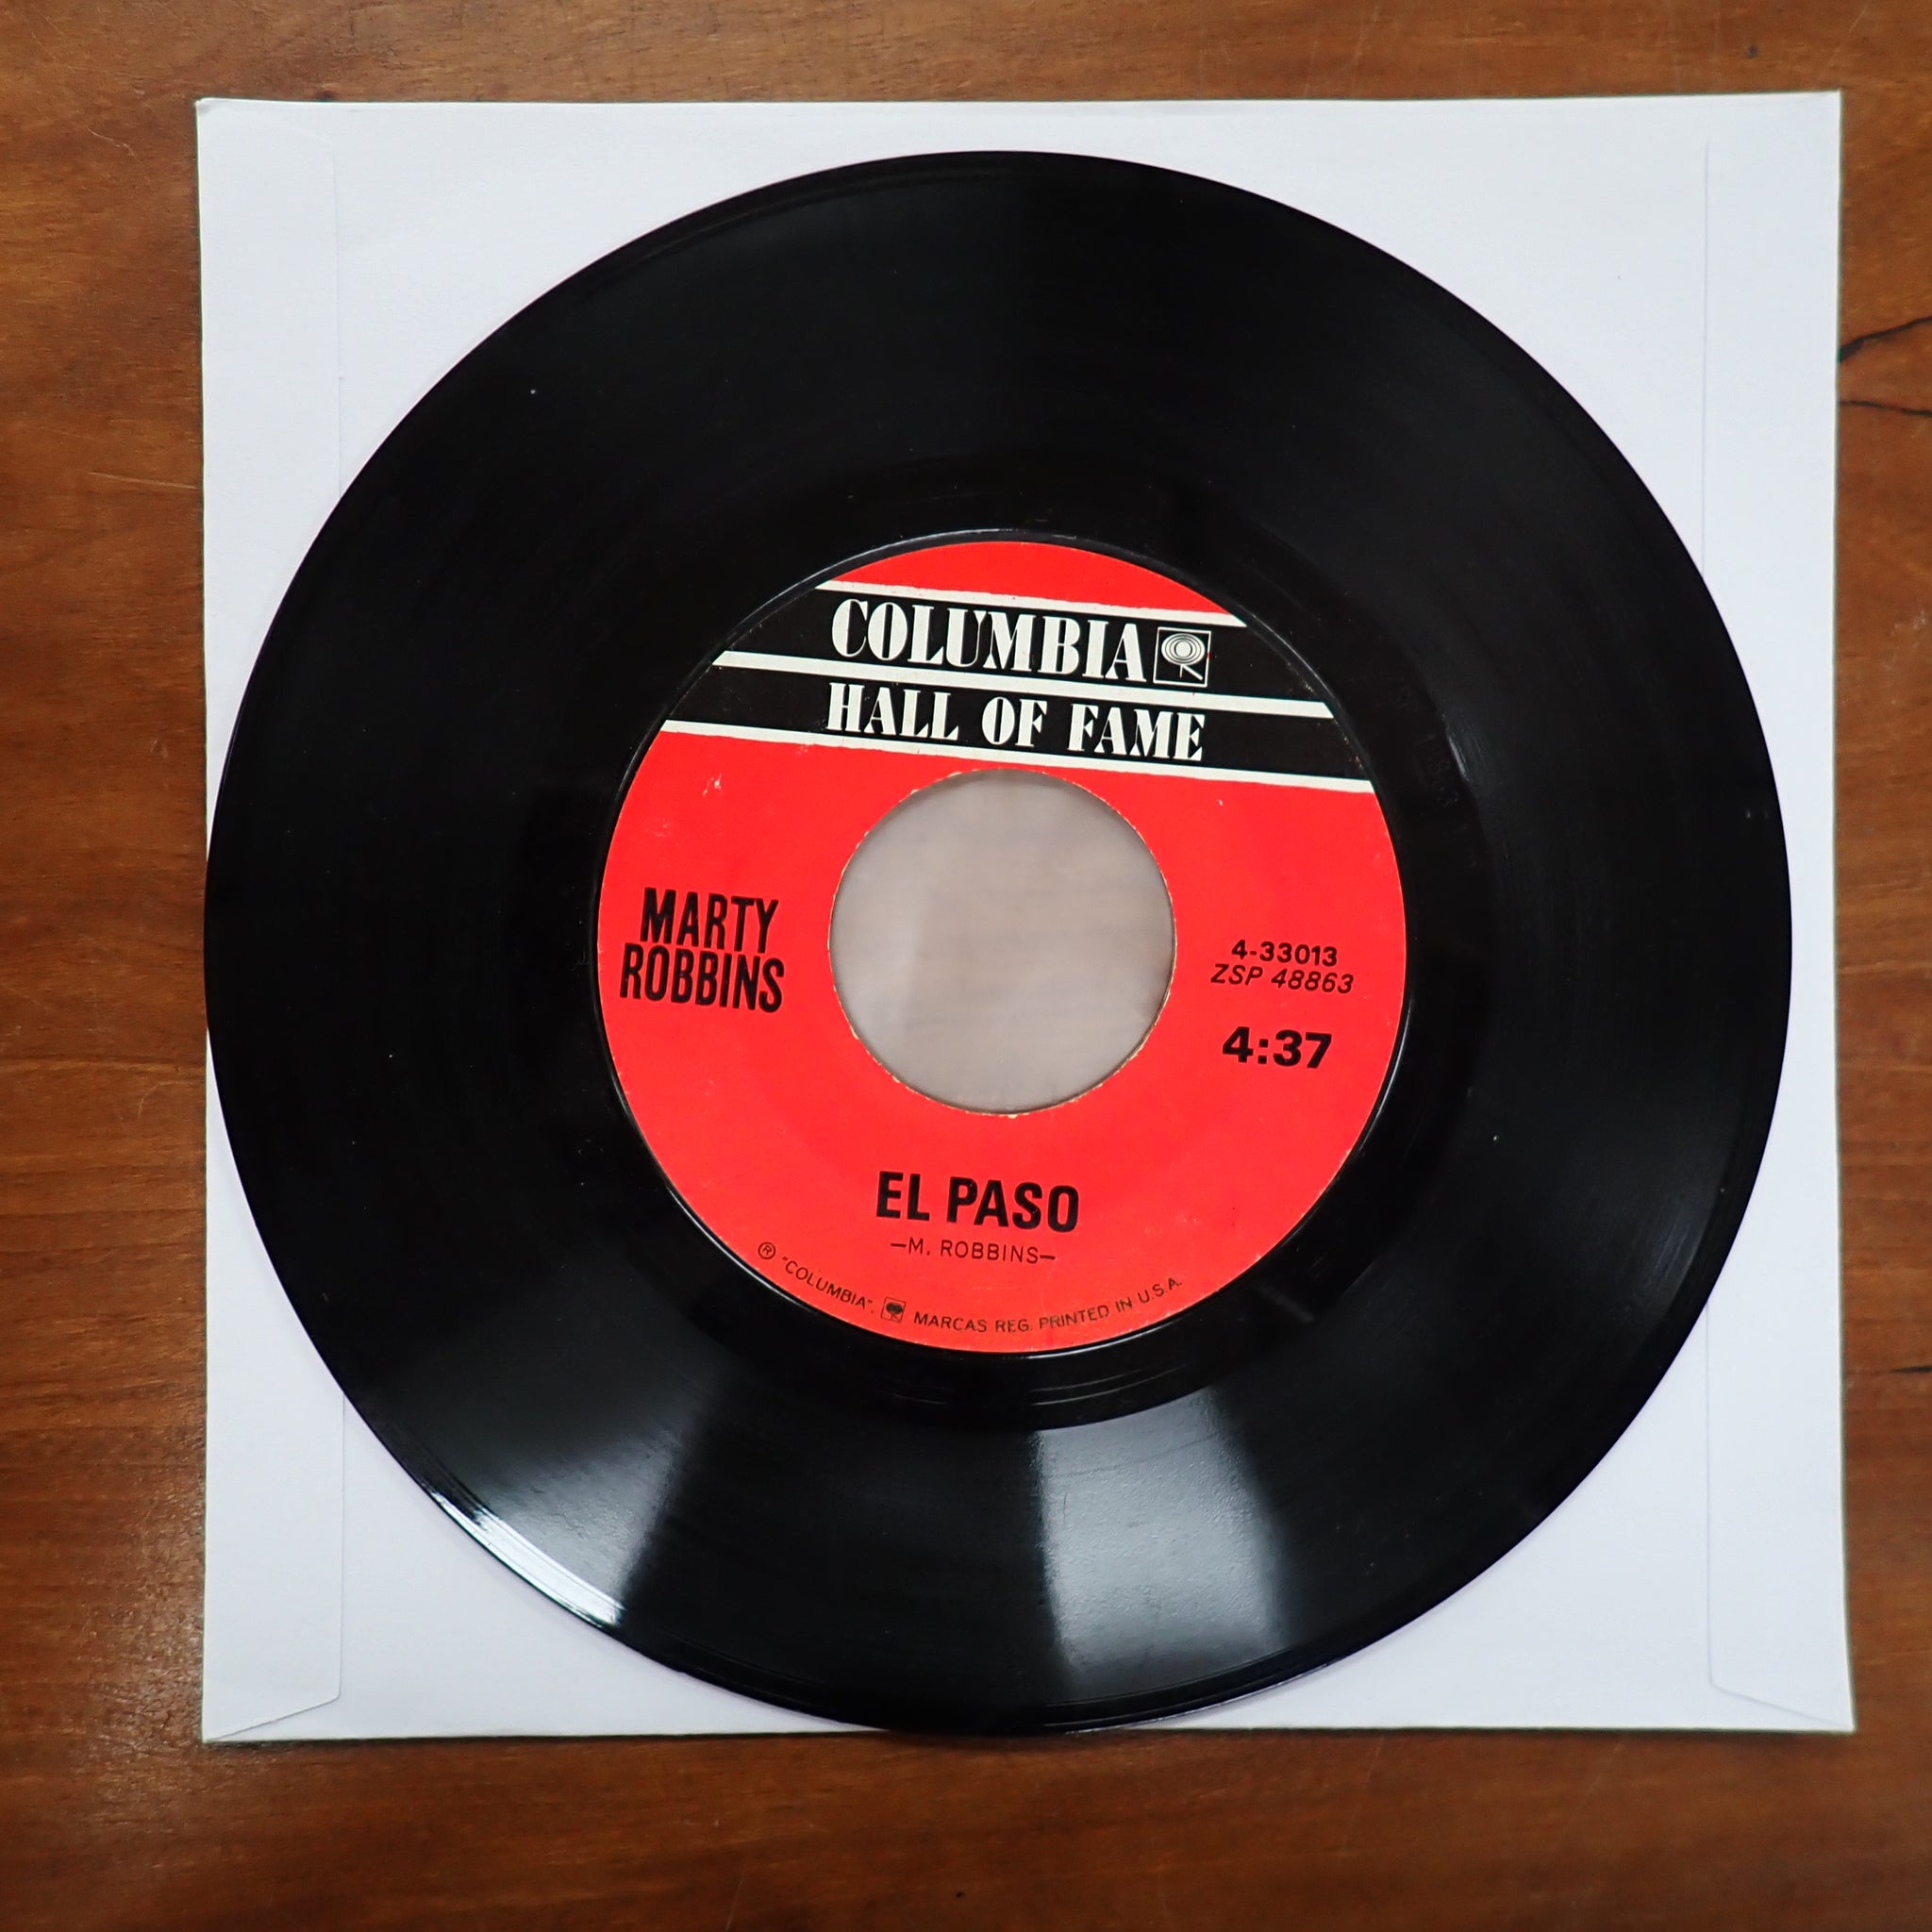 COLUMBIA
HALL OF FAME
MARTY
ROBBINS
4-33013
ZSP 48863
4:37
EL PASO
—M. ROBBINS—
® "COLUMBIA", MARCAS REG. PRINTED IN U.S.A.